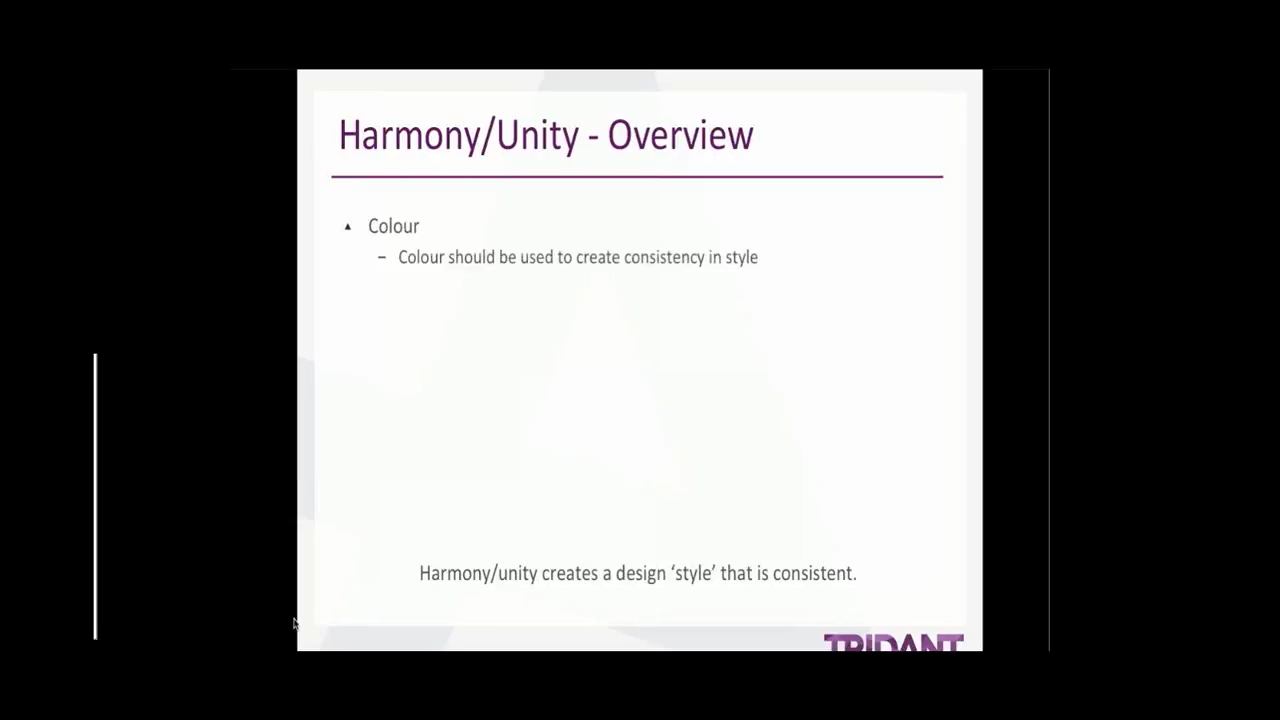 Harmony/Unity - Overview
▲ Colour
– Colour should be used to create consistency in style
Harmony/unity creates a design ‘style’ that is consistent.
TRIDANT